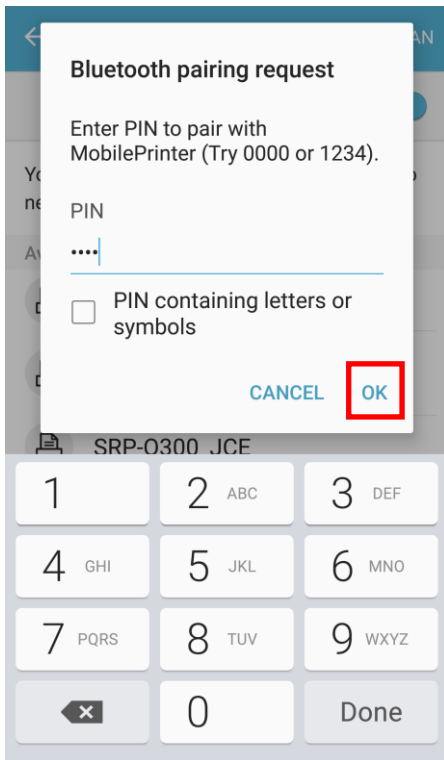 AN
Bluetooth pairing request
Enter PIN to pair with
MobilePrinter (Try 0000 or 1234).
PIN
••••
PIN containing letters or
symbols
CANCEL OK
SRP-Q300_JCE
1 2 ABC 3 DEF
4 GHI 5 JKL 6 MNO
7 PQRS 8 TUV 9 WXYZ
0 Done